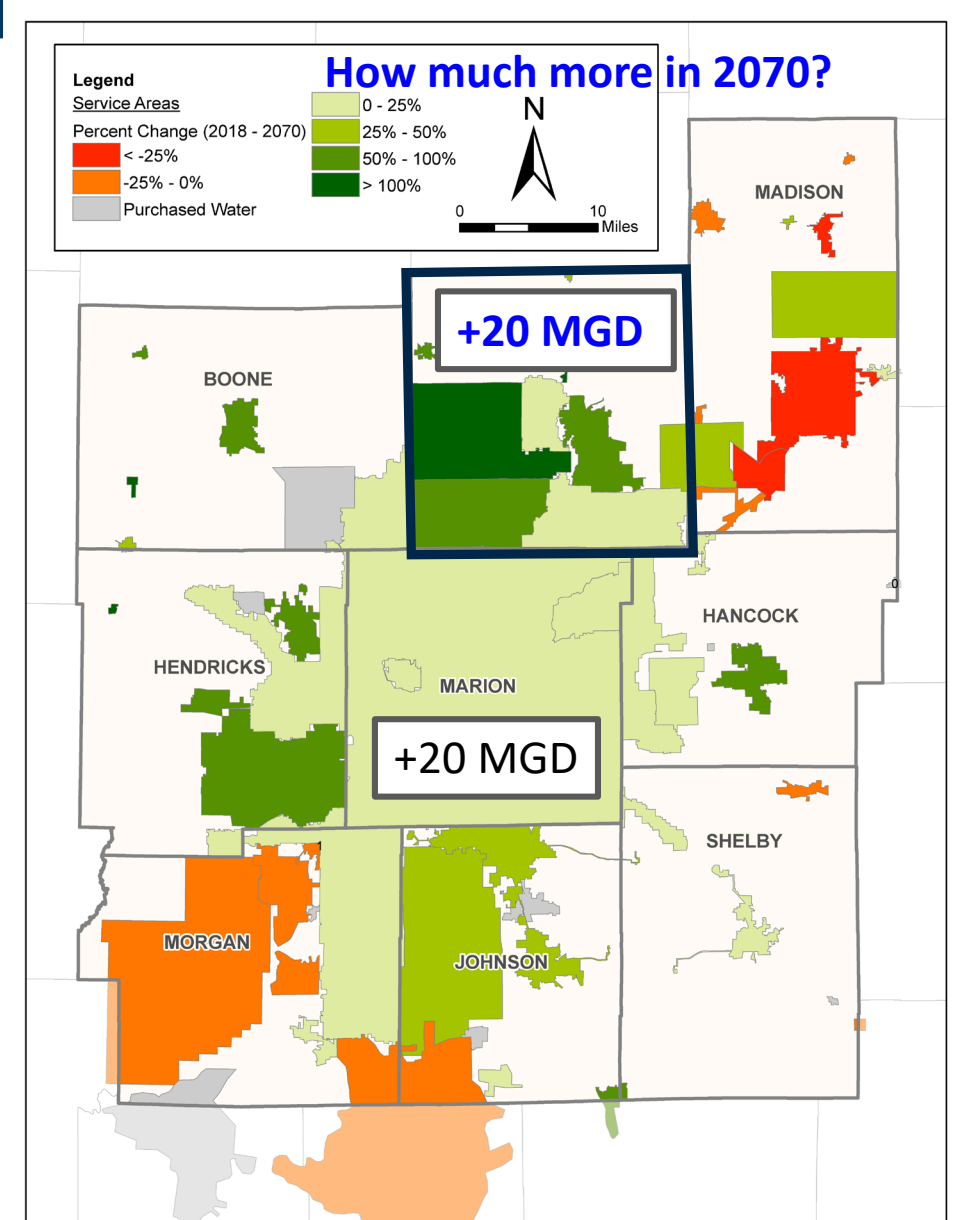 How much more in 2070?
Legend
Service Areas
Percent Change (2018 - 2070)
< -25%
-25% - 0%
Purchased Water
0 - 25%
25% - 50%
50% - 100%
> 100%
N
0 10
Miles
MADISON
+20 MGD
BOONE
0
HANCOCK
HENDRICKS
MARION
+20 MGD
SHELBY
MORGAN
JOHNSON